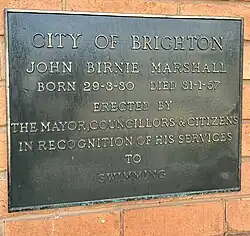 CITY OF BRIGHTON
JOHN BIRNIE MARSHALL
BORN 29-3-30 DIED 31-1-57
ERECTED BY
THE MAYOR, COUNCILLORS & CITIZENS
IN RECOGNITION OF HIS SERVICES
TO
SWIMMING